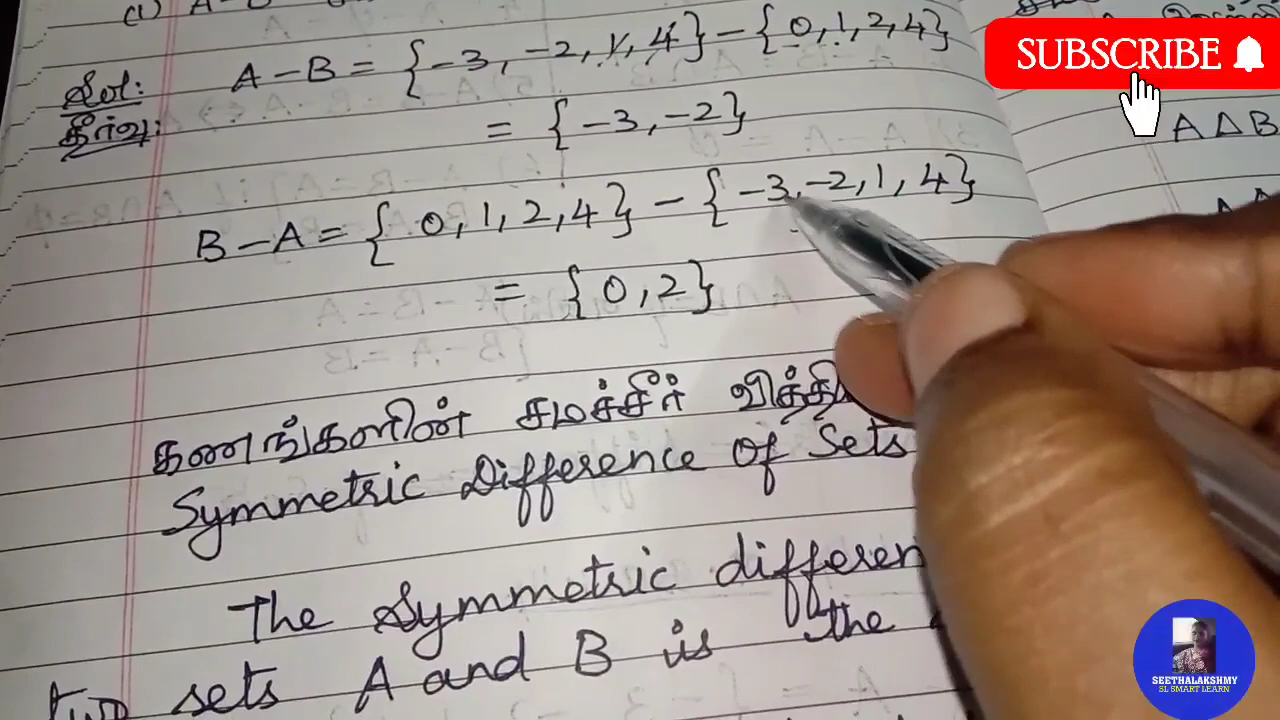 (i) A-B
Sol: A-B = {-3, -2, 1, 4} - {0, 1, 2, 4}
தீர்வு:
= {-3, -2}
B-A = {0, 1, 2, 4} - {-3, -2, 1, 4}
= {0, 2}
கணங்களின் சமச்சீர்
Symmetric Difference Of Sets
The Symmetric
sets A and B is the
SUBSCRIBE
A Δ B
SEETHALAKSHMY
SL SMART LEARN